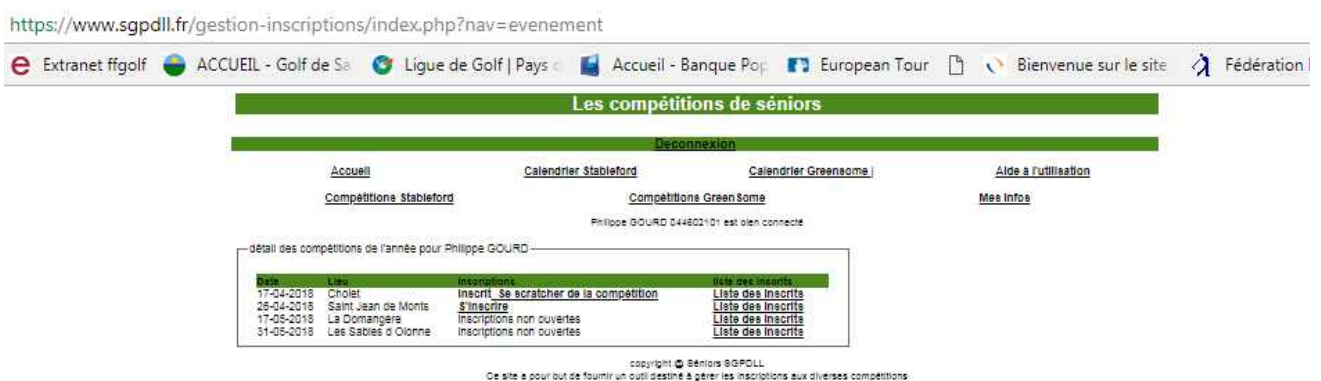 https://www.sgpdll.fr/gestion-inscriptions/index.php?nav=evenement
Extranet ffgolf ACCUEIL - Golf de Sa Ligue de Golf | Pays Accueil - Banque Pop European Tour Bienvenue sur le site Fédération
Les compétitions de séniors
Deconnexion
Accueil Calendrier Stableford Calendrier Greensome | Aide à l'utilisation
Compétitions Stableford Compétitions GreenSome Mes Infos
Philippe GOURD 044602101 est bien connecté
détail des compétitions de l'année pour Philippe GOURD
Date Lieu Inscriptions liste des inscrits
17-04-2018 Cholet Inscrit Se scratcher de la compétition Liste des Inscrits
26-04-2018 Saint Jean de Monts S'inscrire Liste des Inscrits
17-05-2018 La Domangere Inscriptions non ouvertes Liste des Inscrits
31-05-2018 Les Sables d Olonne Inscriptions non ouvertes Liste des Inscrits
copyright @ Séniors SGPDLL
Ce site a pour but de fournir un outil destiné à gérer les inscriptions aux diverses compétitions